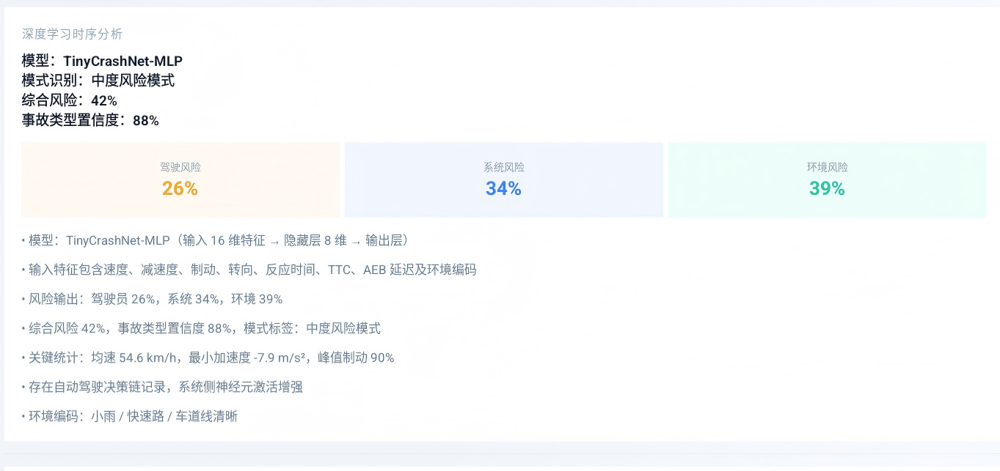 深度学习时序分析
模型：TinyCrashNet-MLP
模式识别：中度风险模式
综合风险：42%
事故类型置信度：88%
驾驶风险
26%
系统风险
34%
环境风险
39%
• 模型：TinyCrashNet-MLP（输入 16 维特征 → 隐藏层 8 维 → 输出层）
• 输入特征包含速度、减速度、制动、转向、反应时间、TTC、AEB 延迟及环境编码
• 风险输出：驾驶员 26%，系统 34%，环境 39%
• 综合风险 42%，事故类型置信度 88%，模式标签：中度风险模式
• 关键统计：均速 54.6 km/h，最小加速度 -7.9 m/s²，峰值制动 90%
• 存在自动驾驶决策链记录，系统侧神经元激活增强
• 环境编码：小雨 / 快速路 / 车道线清晰